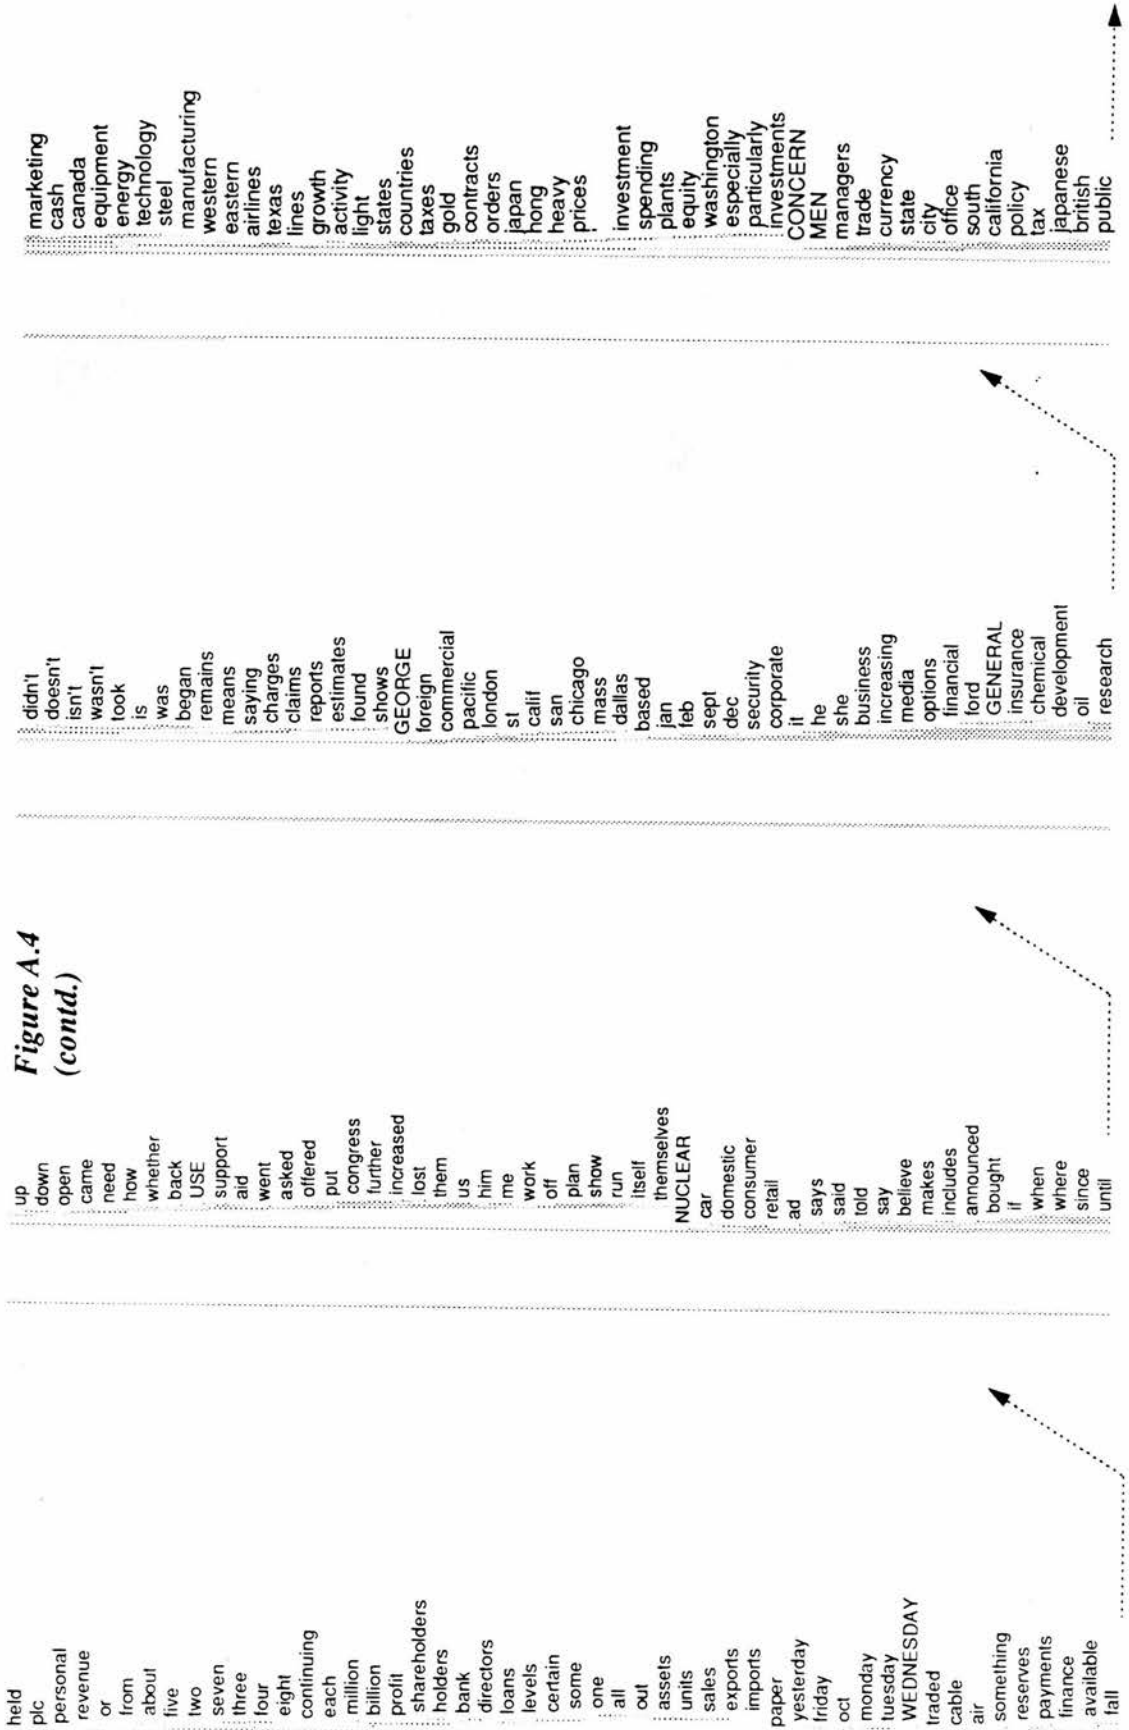 Figure A.4
(contd.)
held
plc
personal
revenue
or
from
about
five
two
seven
three
four
eight
continuing
each
million
billion
profit
shareholders
holders
bank
directors
loans
levels
certain
some
one
all
out
assets
units
sales
exports
imports
paper
yesterday
friday
oct
monday
tuesday
WEDNESDAY
traded
cable
air
something
reserves
payments
finance
available
fall
up
down
open
came
need
how
whether
back
USE
support
aid
went
asked
offered
put
congress
further
increased
lost
them
us
him
me
work
off
plan
show
run
itself
themselves
NUCLEAR
car
domestic
consumer
retail
ad
says
said
told
say
believe
makes
includes
announced
bought
if
when
where
since
until
didn't
doesn't
isn't
wasn't
took
is
was
began
remains
means
saying
charges
claims
reports
estimates
found
shows
GEORGE
foreign
commercial
pacific
london
st
calif
san
chicago
mass
dallas
based
jan
feb
sept
dec
security
corporate
it
he
she
business
increasing
media
options
financial
ford
GENERAL
insurance
chemical
development
oil
research
marketing
cash
canada
equipment
energy
technology
steel
manufacturing
western
eastern
airlines
texas
lines
growth
activity
light
states
countries
taxes
gold
contracts
orders
japan
hong
heavy
prices
investment
spending
plants
equity
washington
especially
particularly
investments
CONCERN
MEN
managers
trade
currency
state
city
office
south
california
policy
tax
japanese
british
public